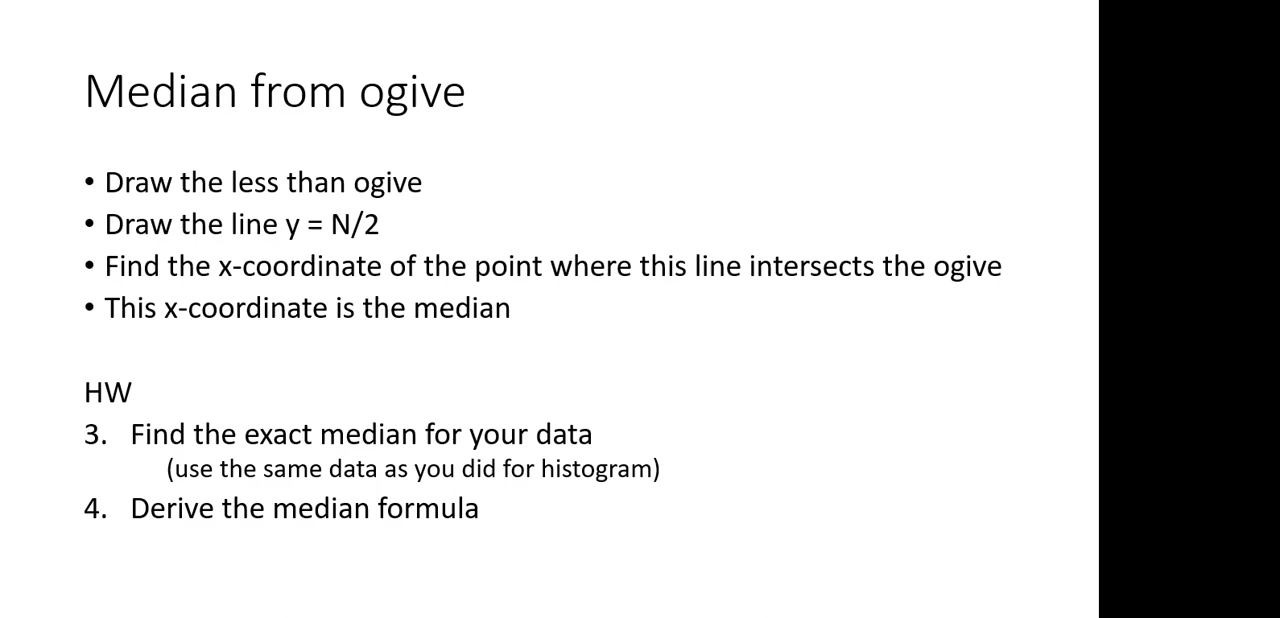 Median from ogive
• Draw the less than ogive
• Draw the line y = N/2
• Find the x-coordinate of the point where this line intersects the ogive
• This x-coordinate is the median
HW
3. Find the exact median for your data
(use the same data as you did for histogram)
4. Derive the median formula